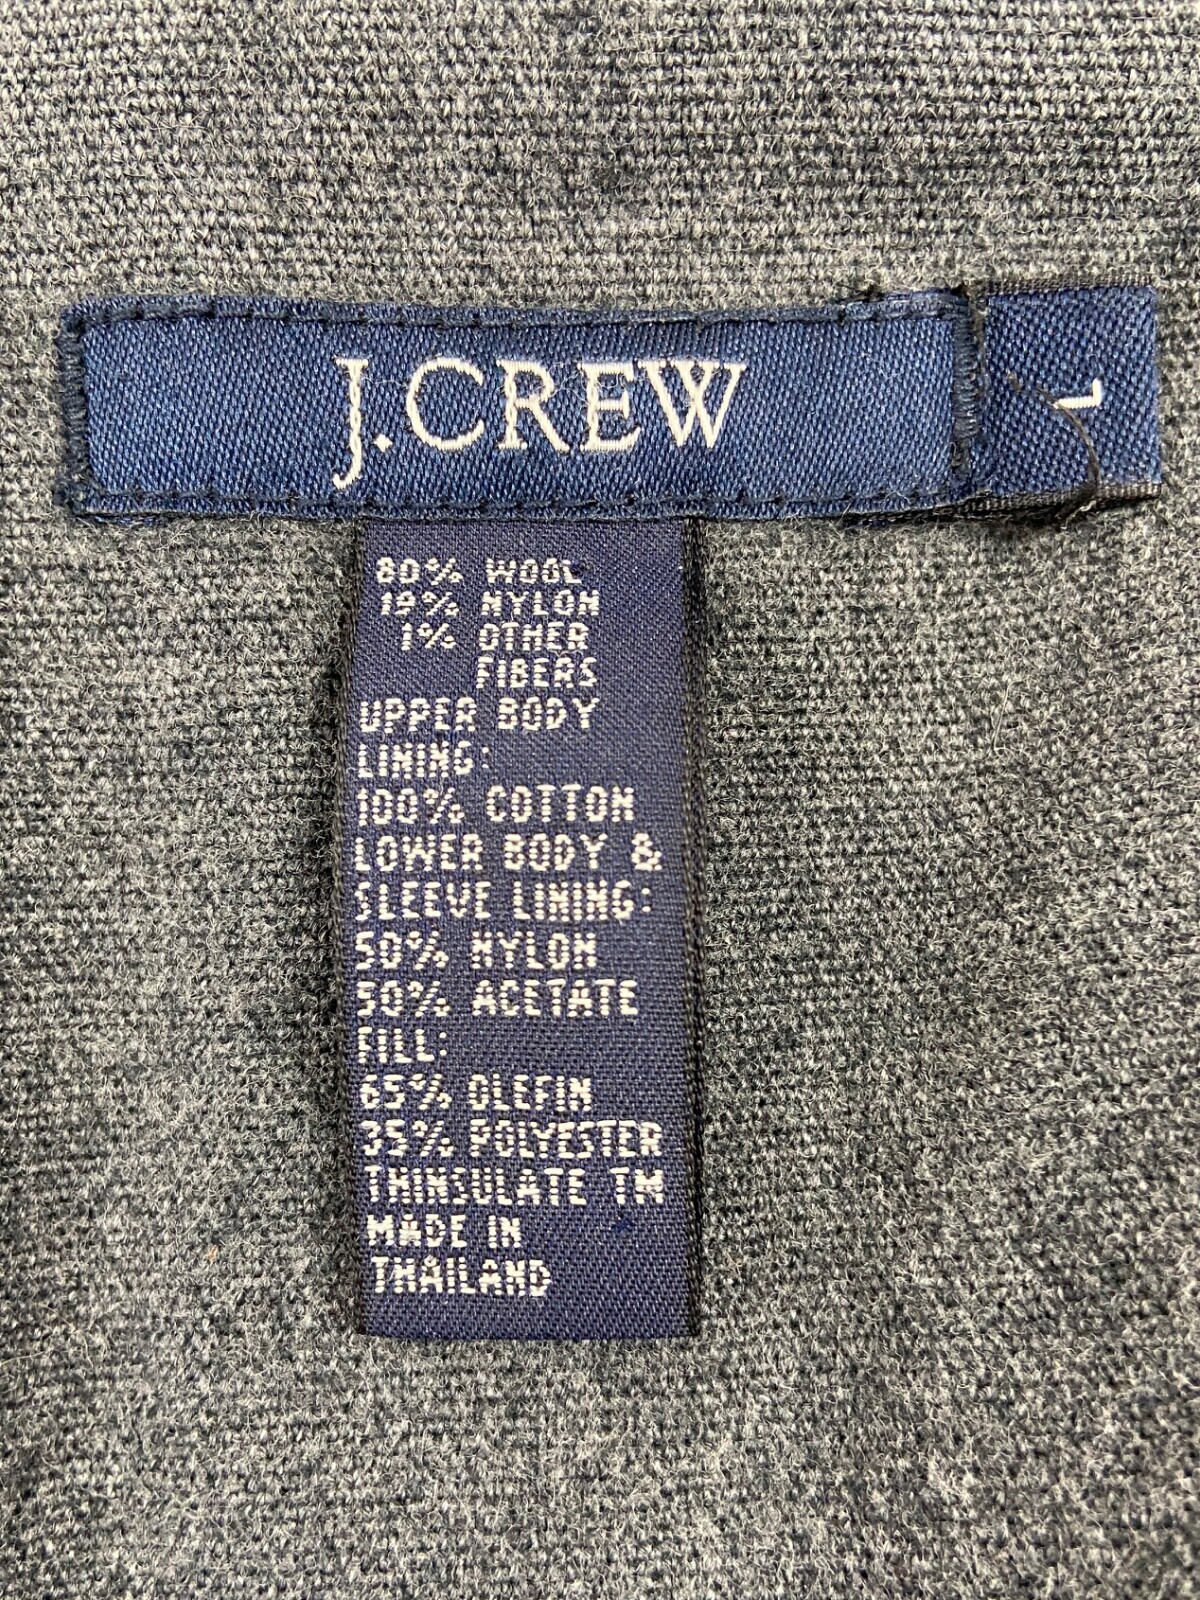 J.CREW
L
80% WOOL
19% NYLON
1% OTHER
FIBERS
UPPER BODY
LINING:
100% COTTON
LOWER BODY &
SLEEVE LINING:
50% NYLON
50% ACETATE
FILL:
65% OLEFIN
35% POLYESTER
THINSULATE TM
MADE IN
THAILAND